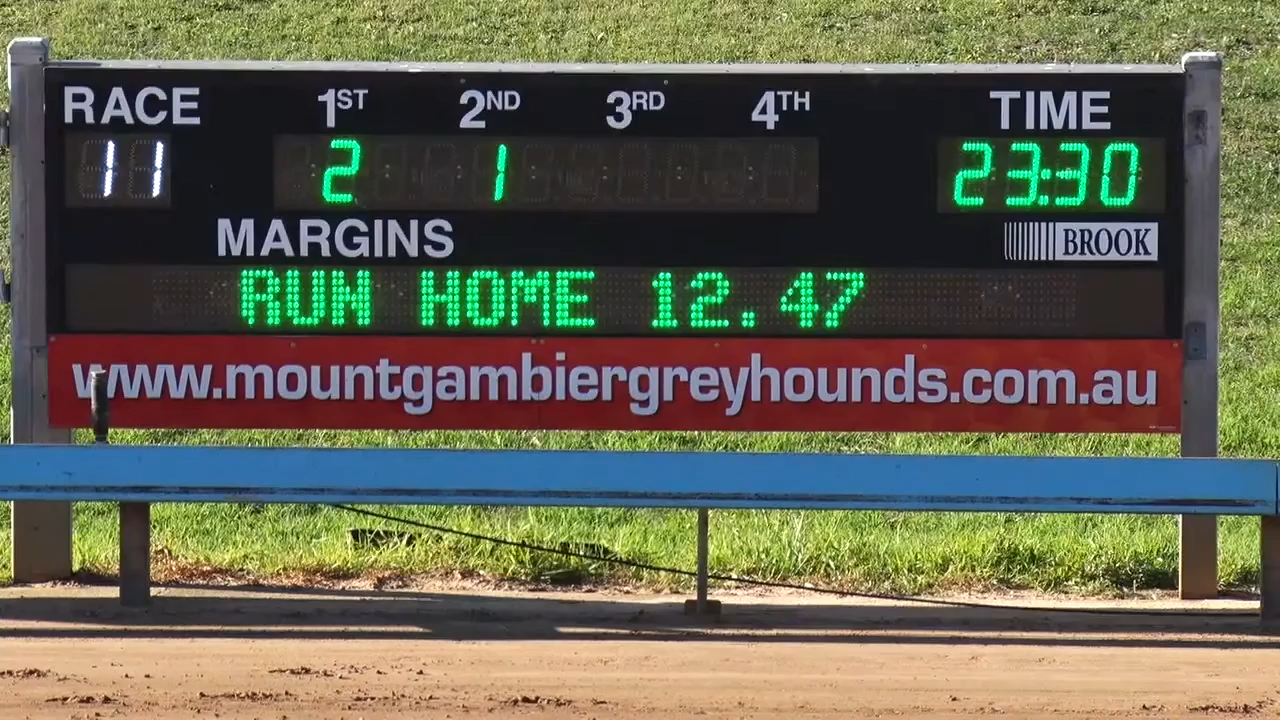 RACE 1ST 2ND 3RD 4TH TIME
11 2 1 23:30
MARGINS BROOK
RUN HOME 12.47
www.mountgambiergreyhounds.com.au